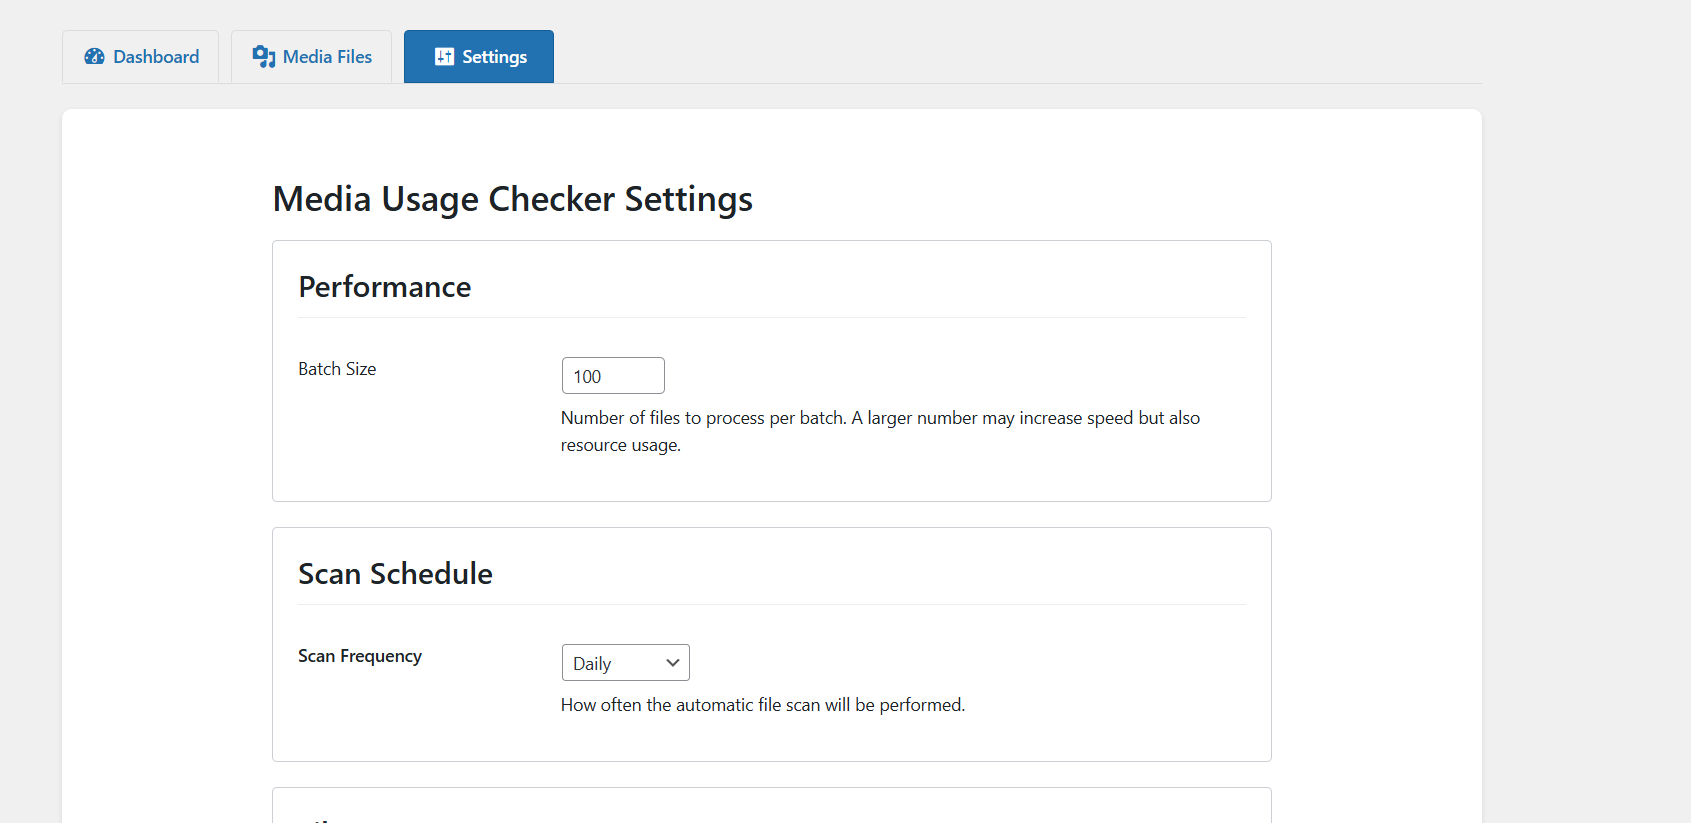 Dashboard
Media Files
Settings
Media Usage Checker Settings
Performance
Batch Size
100
Number of files to process per batch. A larger number may increase speed but also
resource usage.
Scan Schedule
Scan Frequency
Daily
How often the automatic file scan will be performed.